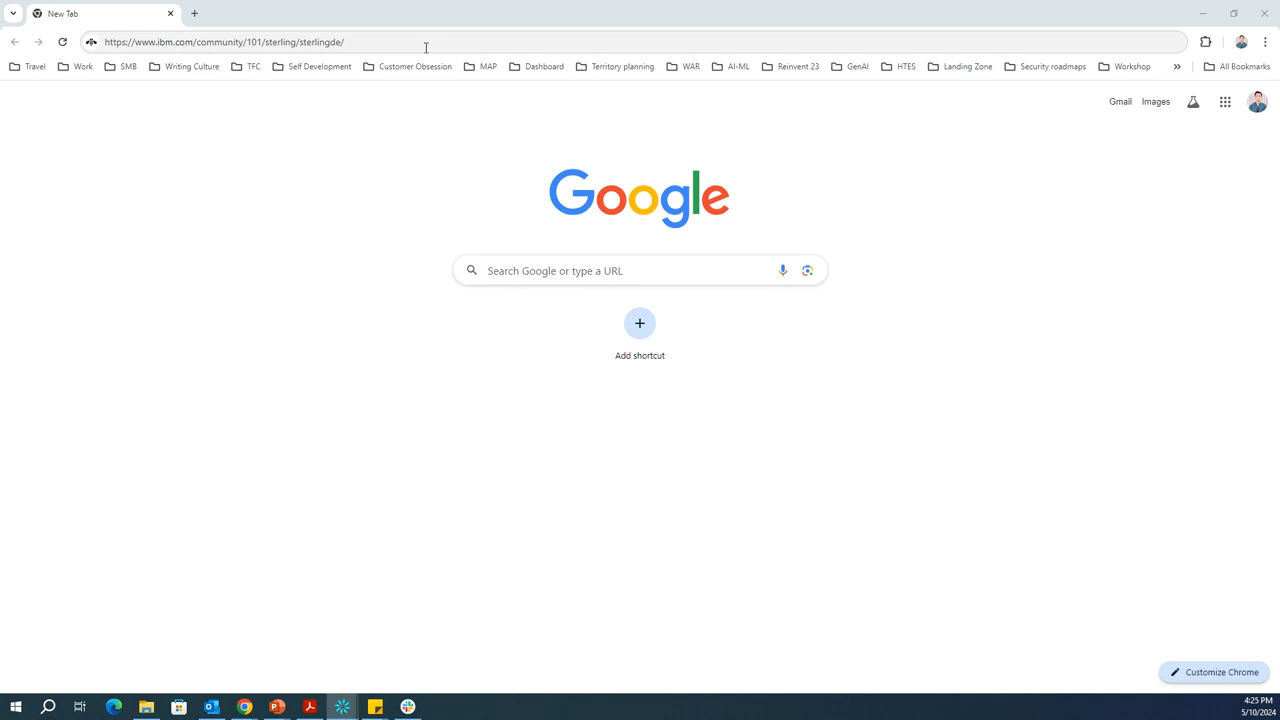 New Tab
https://www.ibm.com/community/101/sterling/sterlingde/
Travel Work SMB Writing Culture TFC Self Development Customer Obsession MAP Dashboard Territory planning WAR AI-ML Reinvent 23 GenAI HTES Landing Zone Security roadmaps Workshop » All Bookmarks
Gmail Images
Google
Search Google or type a URL
Add shortcut
Customize Chrome
4:25 PM
5/10/2024